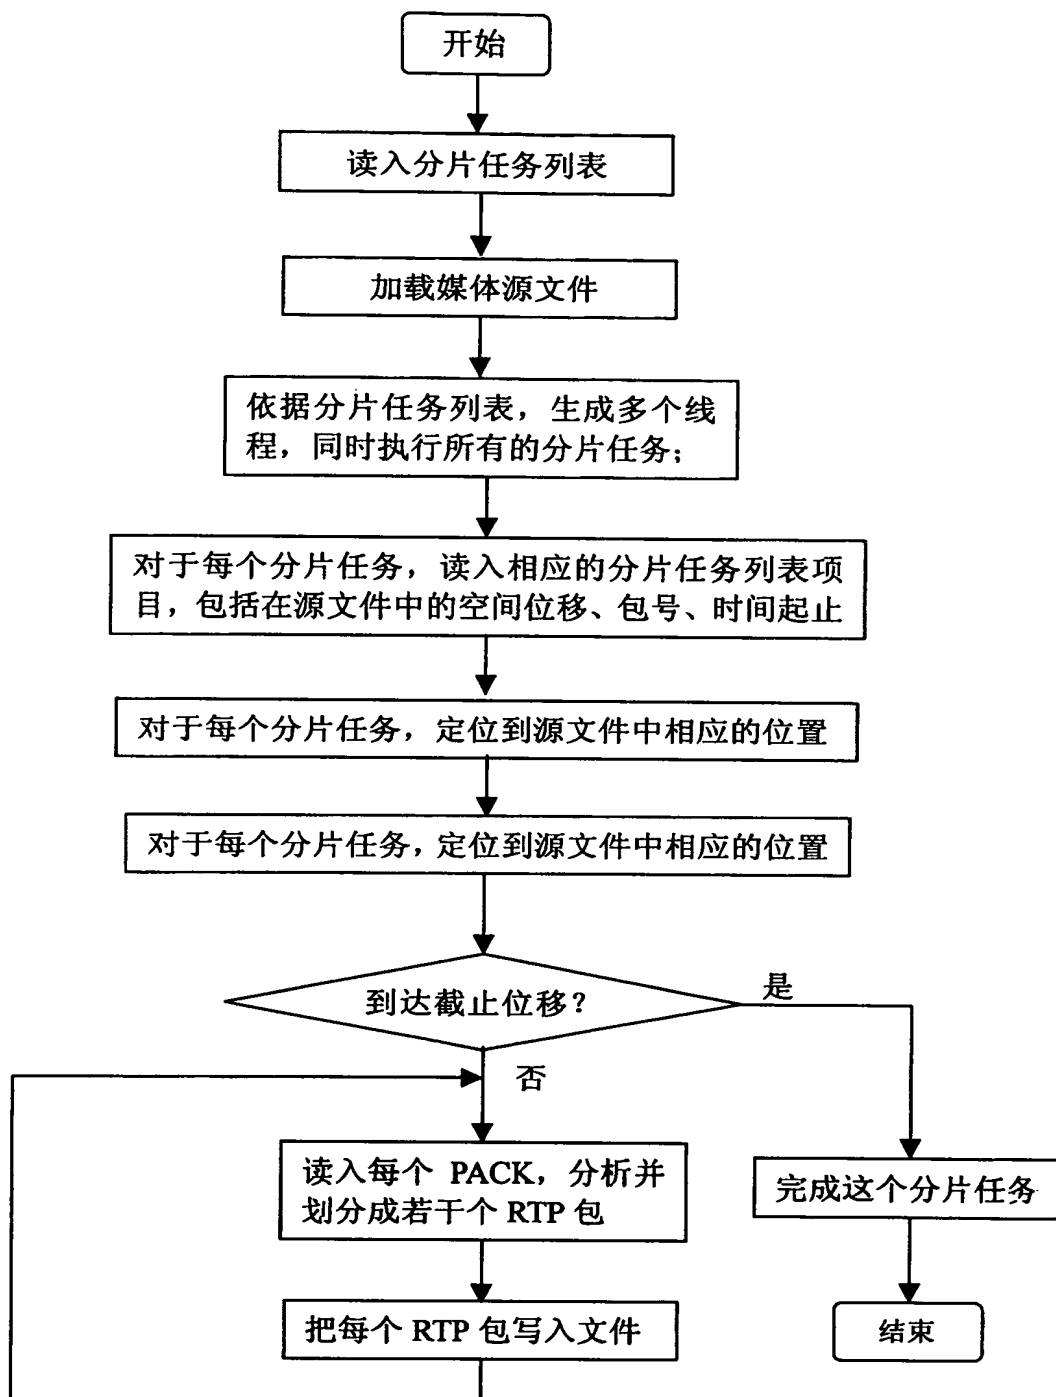 开始
读入分片任务列表
加载媒体源文件
依据分片任务列表，生成多个线
程，同时执行所有的分片任务；
对于每个分片任务，读入相应的分片任务列表项
目，包括在源文件中的空间位移、包号、时间起止
对于每个分片任务，定位到源文件中相应的位置
对于每个分片任务，定位到源文件中相应的位置
到达截止位移？
是
否
读入每个 PACK，分析并
划分成若干个 RTP 包
完成这个分片任务
把每个 RTP 包写入文件
结束